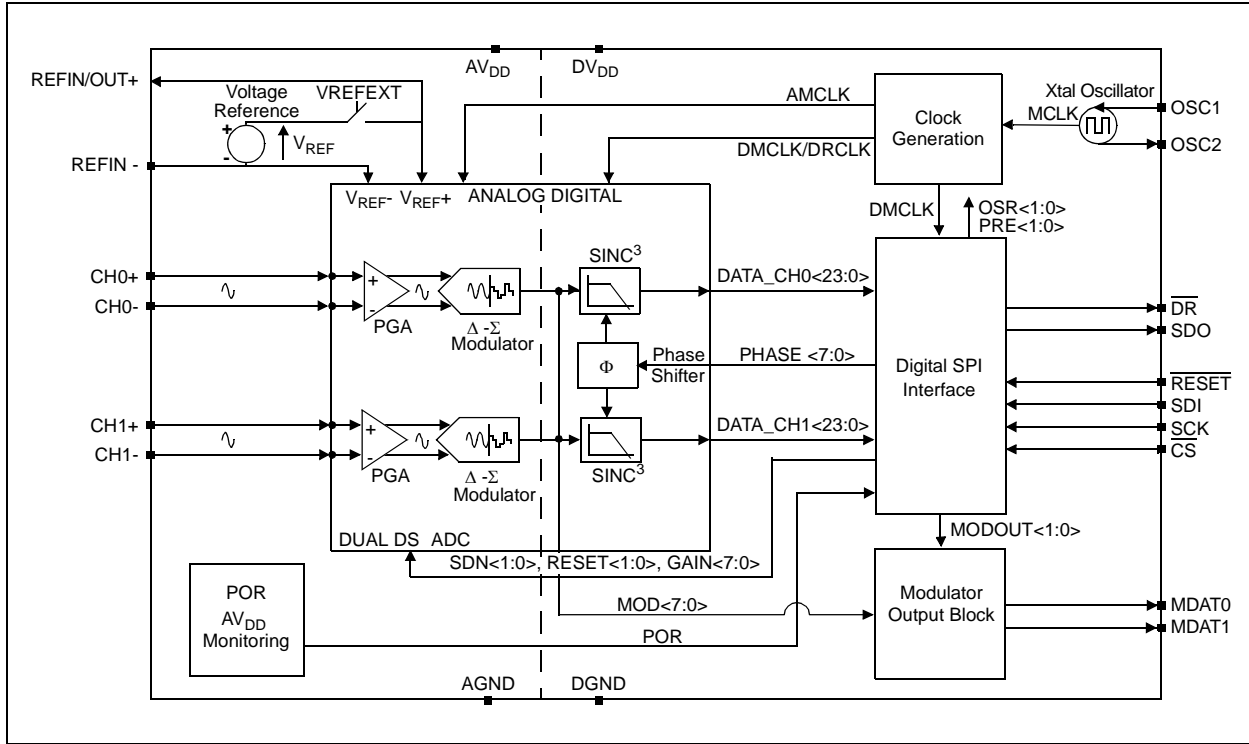 AVDD
DVDD
REFIN/OUT+
Voltage
Reference
VREFEXT
+
-
VREF
REFIN -
AMCLK
DMCLK/DRCLK
Clock
Generation
Xtal Oscillator
MCLK
OSC1
OSC2
VREF- VREF+
ANALOG DIGITAL
DMCLK
OSR<1:0>
PRE<1:0>
CH0+
CH0-
+
-
PGA
Δ -Σ
Modulator
SINC3
DATA_CH0<23:0>
Φ
Phase
Shifter
PHASE <7:0>
Digital SPI
Interface
DR
SDO
RESET
SDI
SCK
CS
CH1+
CH1-
+
-
PGA
Δ -Σ
Modulator
SINC3
DATA_CH1<23:0>
DUAL DS ADC
SDN<1:0>, RESET<1:0>, GAIN<7:0>
MODOUT<1:0>
POR
AVDD
Monitoring
MOD<7:0>
POR
Modulator
Output Block
MDAT0
MDAT1
AGND
DGND